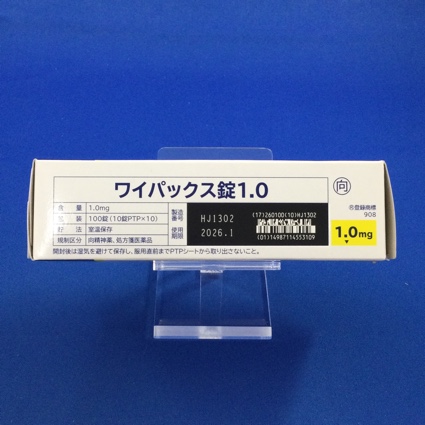 ワイパックス錠1.0
向
®登録商標
908
含量 1.0mg
包装 100錠(10錠PTP×10)
貯法 室温保存
規制区分 向精神薬、処方箋医薬品
製造番号 HJ1302
使用期限 2026.1
(17)260100(10)HJ1302
(01)14987114553109
1.0mg
開封後は湿気を避けて保存し、服用直前までPTPシートから取り出さないこと。